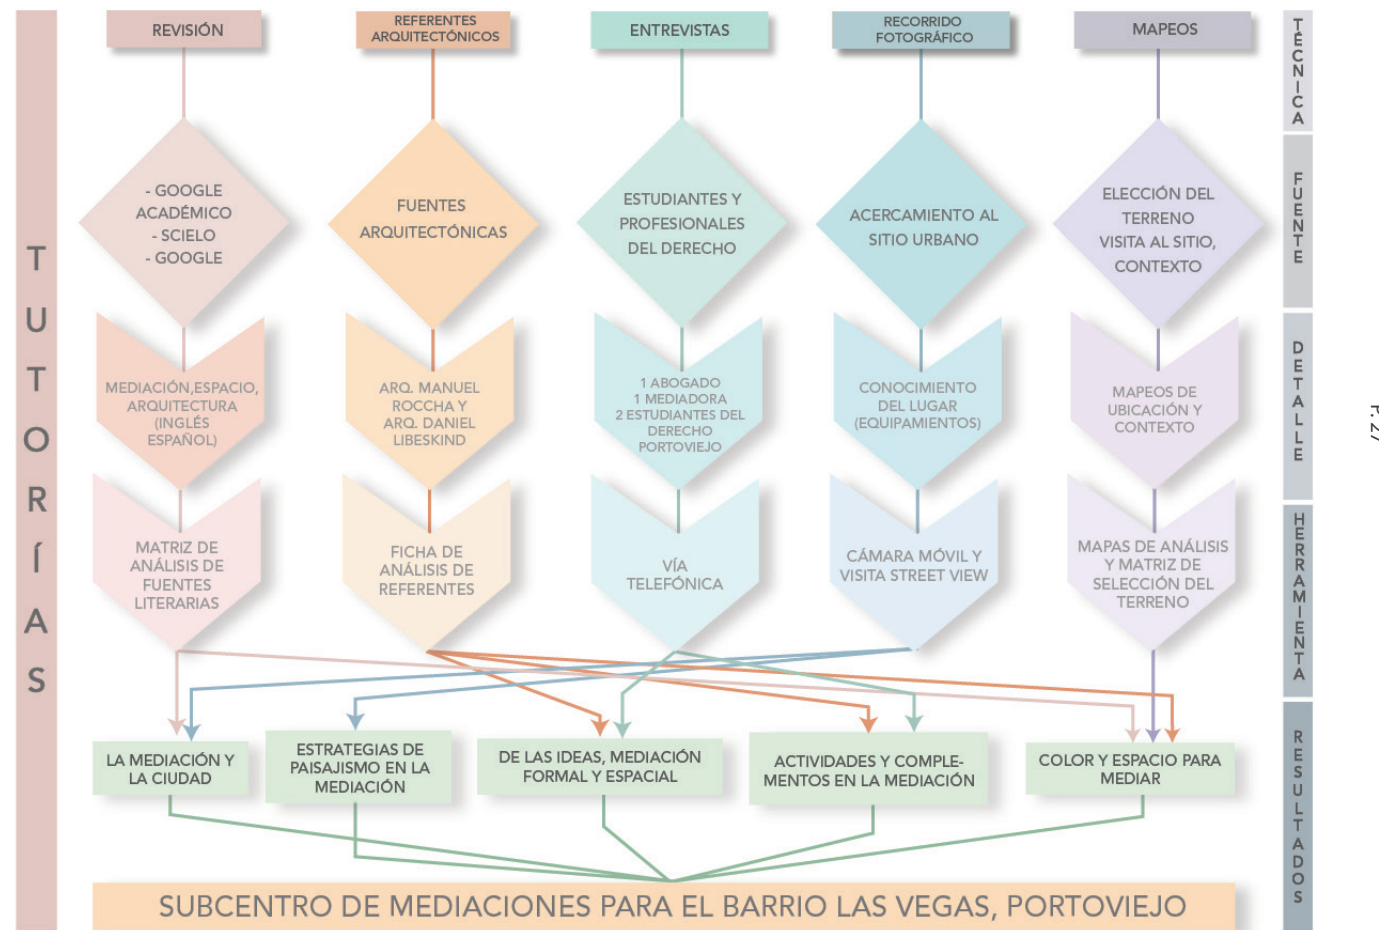 TUTORÍAS
REVISIÓN
REFERENTES
ARQUITECTÓNICOS
ENTREVISTAS
RECORRIDO
FOTOGRÁFICO
MAPEOS
TÉCNICA
- GOOGLE
ACADÉMICO
- SCIELO
- GOOGLE
FUENTES
ARQUITECTÓNICAS
ESTUDIANTES Y
PROFESIONALES
DEL DERECHO
ACERCAMIENTO AL
SITIO URBANO
ELECCIÓN DEL
TERRENO
VISITA AL SITIO,
CONTEXTO
FUENTE
MEDIACIÓN,ESPACIO,
ARQUITECTURA
(INGLÉS
ESPAÑOL)
ARQ. MANUEL
ROCCHA Y
ARQ. DANIEL
LIBESKIND
1 ABOGADO
1 MEDIADORA
2 ESTUDIANTES DEL
DERECHO
PORTOVIEJO
CONOCIMIENTO
DEL LUGAR
(EQUIPAMIENTOS)
MAPEOS DE
UBICACIÓN Y
CONTEXTO
DETALLE
MATRIZ DE
ANÁLISIS DE
FUENTES
LITERARIAS
FICHA DE
ANÁLISIS DE
REFERENTES
VÍA
TELEFÓNICA
CÁMARA MÓVIL Y
VISITA STREET VIEW
MAPAS DE ANÁLISIS
Y MATRIZ DE
SELECCIÓN DEL
TERRENO
HERRAMIENTA
LA MEDIACIÓN Y
LA CIUDAD
ESTRATEGIAS DE
PAISAJISMO EN LA
MEDIACIÓN
DE LAS IDEAS, MEDIACIÓN
FORMAL Y ESPACIAL
ACTIVIDADES Y COMPLE-
MENTOS EN LA MEDIACIÓN
COLOR Y ESPACIO PARA
MEDIAR
RESULTADOS
SUBCENTRO DE MEDIACIONES PARA EL BARRIO LAS VEGAS, PORTOVIEJO